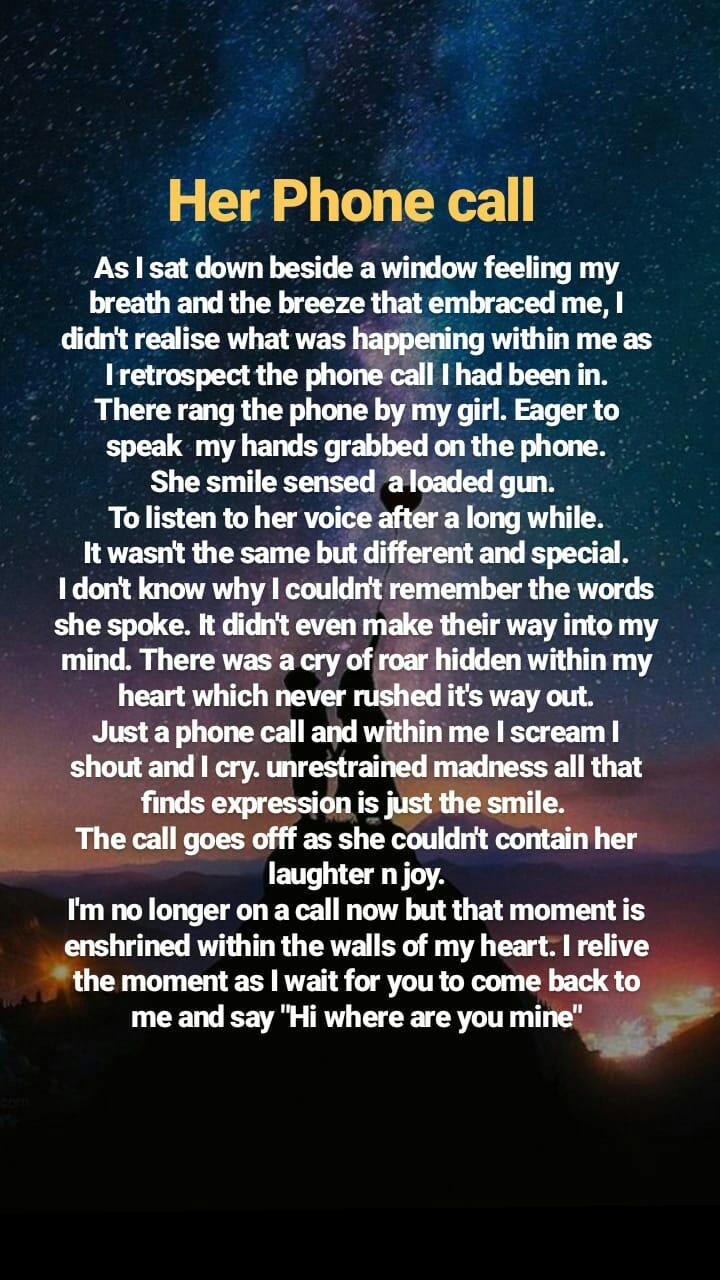 Her Phone call
As I sat down beside a window feeling my
breath and the breeze that embraced me, I
didn't realise what was happening within me as
I retrospect the phone call I had been in.
There rang the phone by my girl. Eager to
speak  my hands grabbed on the phone.
She smile sensed  a loaded gun.
To listen to her voice after a long while.
It wasn't the same but different and special.
I don't know why I couldn't remember the words
she spoke. It didn't even make their way into my
mind. There was a cry of roar hidden within my
heart which never rushed it's way out.
Just a phone call and within me I scream I
shout and I cry. unrestrained madness all that
finds expression is just the smile.
The call goes offf as she couldn't contain her
laughter n joy.
I'm no longer on a call now but that moment is
enshrined within the walls of my heart. I relive
the moment as I wait for you to come back to
me and say "Hi where are you mine"